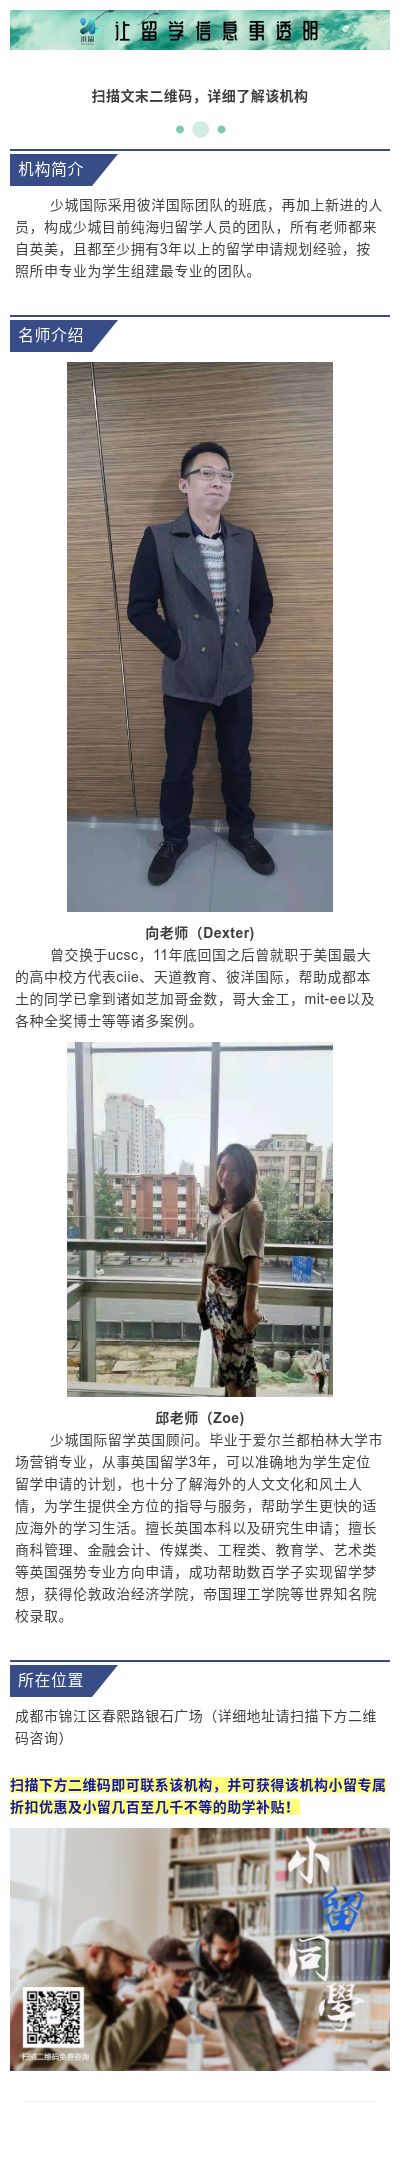 小留
让留学信息更透明
扫描文末二维码，详细了解该机构
机构简介
少城国际采用彼洋国际团队的班底，再加上新进的人
员，构成少城目前纯海归留学人员的团队，所有老师都来
自英美，且都至少拥有3年以上的留学申请规划经验，按
照所申专业为学生组建最专业的团队。
名师介绍
向老师（Dexter)
曾交换于ucsc，11年底回国之后曾就职于美国最大
的高中校方代表ciie、天道教育、彼洋国际，帮助成都本
土的同学已拿到诸如芝加哥金数，哥大金工，mit-ee以及
各种全奖博士等等诸多案例。
邱老师（Zoe)
少城国际留学英国顾问。毕业于爱尔兰都柏林大学市
场营销专业，从事英国留学3年，可以准确地为学生定位
留学申请的计划，也十分了解海外的人文文化和风土人
情，为学生提供全方位的指导与服务，帮助学生更快的适
应海外的学习生活。擅长英国本科以及研究生申请；擅长
商科管理、金融会计、传媒类、工程类、教育学、艺术类
等英国强势专业方向申请，成功帮助数百学子实现留学梦
想，获得伦敦政治经济学院，帝国理工学院等世界知名院
校录取。
所在位置
成都市锦江区春熙路银石广场（详细地址请扫描下方二维
码咨询）
扫描下方二维码即可联系该机构，并可获得该机构小留专属
折扣优惠及小留几百至几千不等的助学补贴！
小留同學
扫描二维码免费咨询